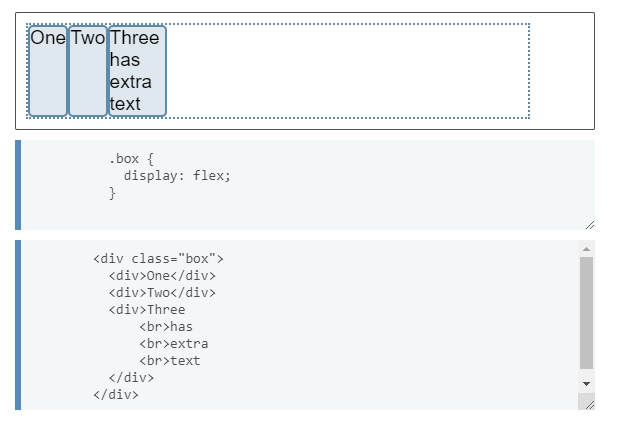 One Two Three
has
extra
text
.box {
  display: flex;
}
<div class="box">
  <div>One</div>
  <div>Two</div>
  <div>Three
      <br>has
      <br>extra
      <br>text
  </div>
</div>